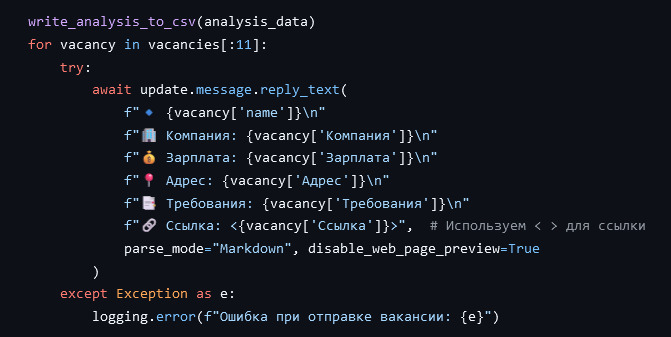 write_analysis_to_csv(analysis_data)
for vacancy in vacancies[:11]:
    try:
        await update.message.reply_text(
            f"🔹 {vacancy['name']}\n"
            f"🏢 Компания: {vacancy['Компания']}\n"
            f"💰 Зарплата: {vacancy['Зарплата']}\n"
            f"📍 Адрес: {vacancy['Адрес']}\n"
            f"📑 Требования: {vacancy['Требования']}\n"
            f"🔗 Ссылка: <{vacancy['Ссылка']}>",  # Используем < > для ссылки
            parse_mode="Markdown", disable_web_page_preview=True
        )
    except Exception as e:
        logging.error(f"Ошибка при отправке вакансии: {e}")